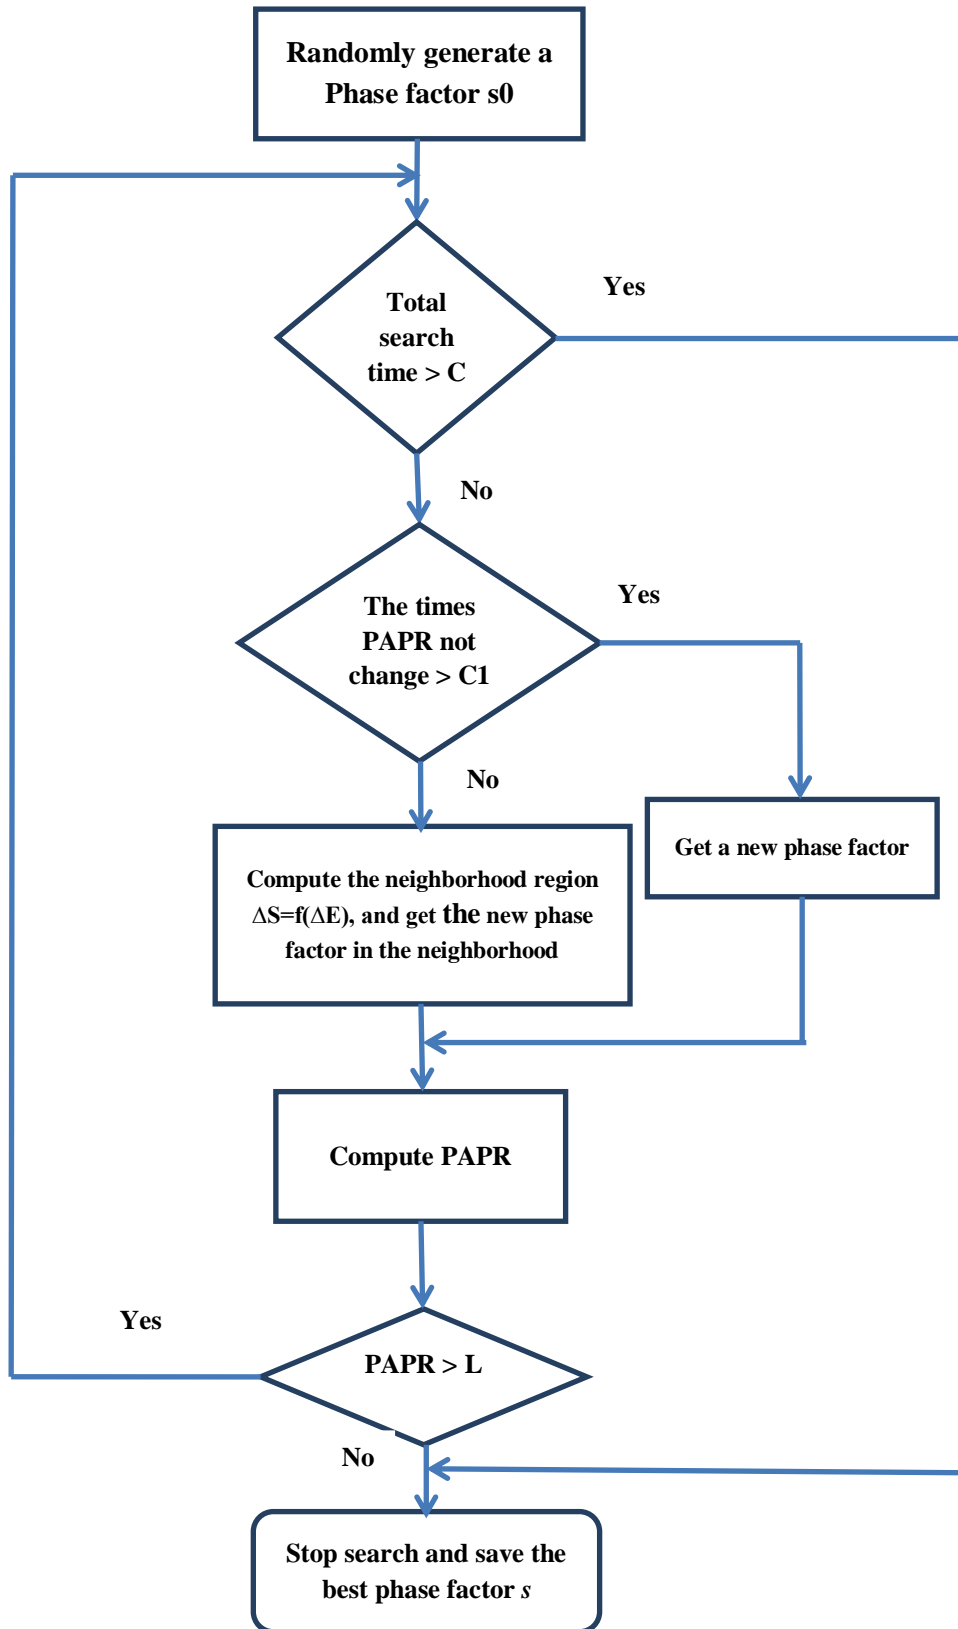 Randomly generate a
Phase factor s0
Yes
Total
search
time > C
No
Yes
The times
PAPR not
change > C1
No
Get a new phase factor
Compute the neighborhood region
ΔS=f(ΔE), and get the new phase
factor in the neighborhood
Compute PAPR
Yes
PAPR > L
No
Stop search and save the
best phase factor s